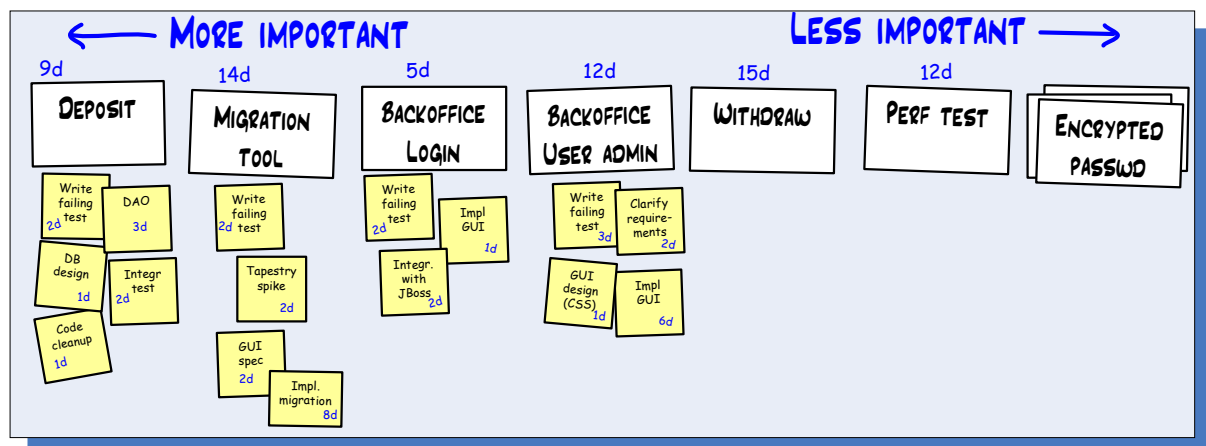 MORE IMPORTANT
LESS IMPORTANT
9d
14d
5d
12d
15d
12d
DEPOSIT
MIGRATION
TOOL
BACKOFFICE
LOGIN
BACKOFFICE
USER ADMIN
WITHDRAW
PERF TEST
ENCRYPTED
PASSWD
Write
failing
test
2d
DAO
3d
DB
design
1d
Integr
test
2d
Code
cleanup
1d
Write
failing
test
2d
Tapestry
spike
2d
GUI
spec
2d
Impl.
migration
8d
Write
failing
test
2d
Impl
GUI
1d
Integr.
with
JBoss
2d
Write
failing
test
3d
Clarify
require-
ments
2d
GUI
design
(CSS)
1d
Impl
GUI
6d